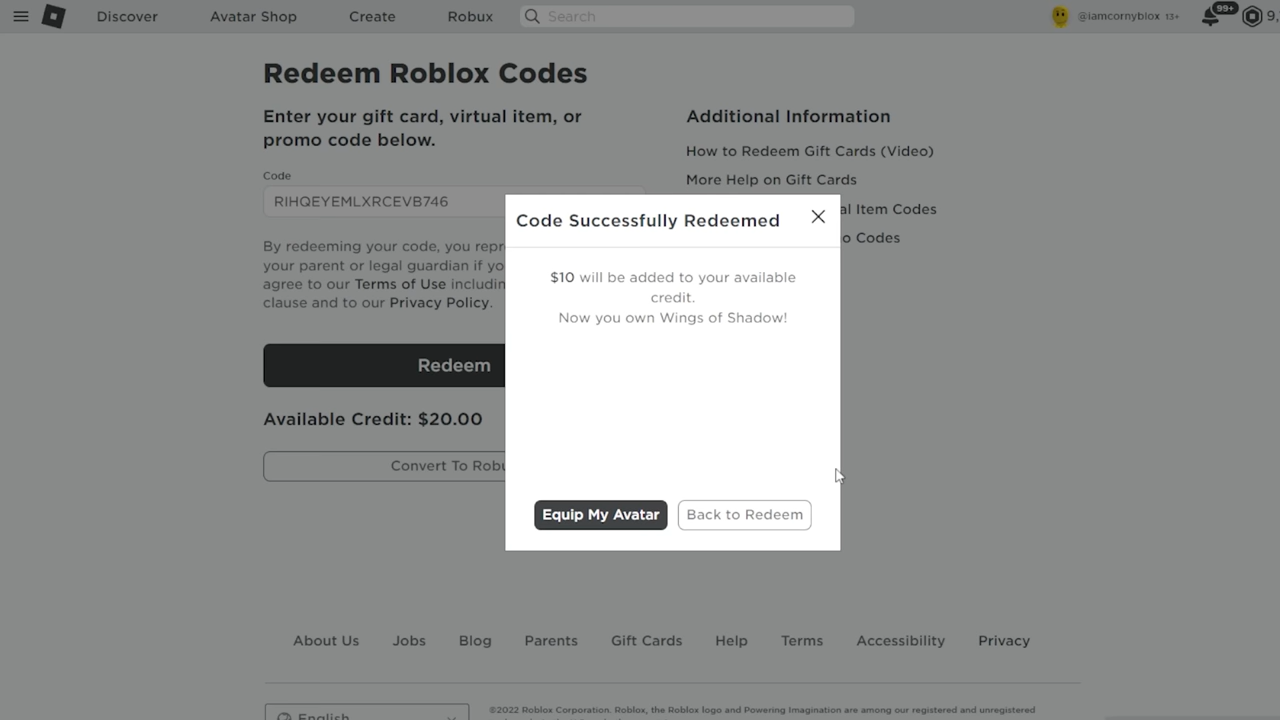 Discover Avatar Shop Create Robux Search @iamcornyblox 13+ 99+ 9,
Redeem Roblox Codes
Enter your gift card, virtual item, or
promo code below.
Code
RIHQEYEMLXRCEVB746
By redeeming your code, you repr
your parent or legal guardian if yo
agree to our Terms of Use includin
clause and to our Privacy Policy.
Redeem
Available Credit: $20.00
Convert To Robu
Additional Information
How to Redeem Gift Cards (Video)
More Help on Gift Cards
al Item Codes
o Codes
Code Successfully Redeemed
$10 will be added to your available
credit.
Now you own Wings of Shadow!
Equip My Avatar Back to Redeem
About Us Jobs Blog Parents Gift Cards Help Terms Accessibility Privacy
English
©2022 Roblox Corporation. Roblox, the Roblox logo and Powering Imagination are among our registered and unregistered